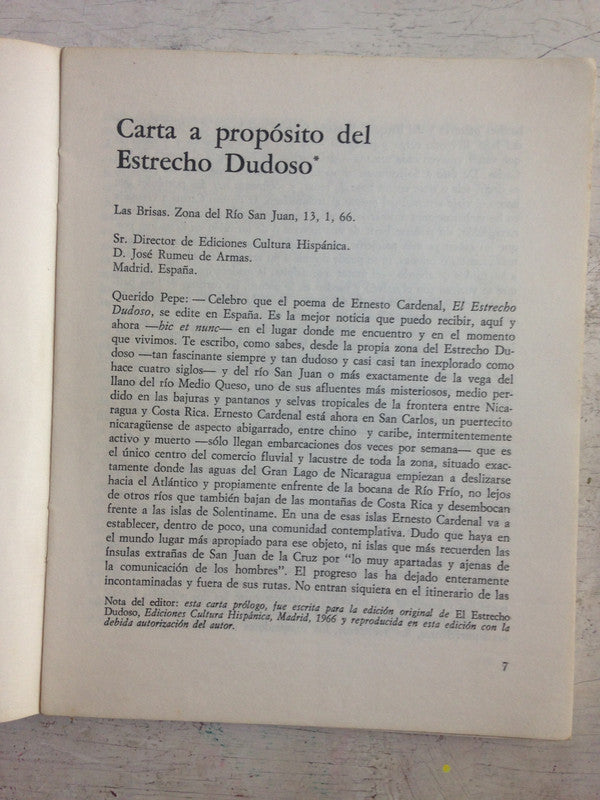 Carta a propósito del
Estrecho Dudoso*
Las Brisas. Zona del Río San Juan, 13, 1, 66.
Sr. Director de Ediciones Cultura Hispánica.
D. José Rumeu de Armas.
Madrid. España.
Querido Pepe: — Celebro que el poema de Ernesto Cardenal, El Estrecho
Dudoso, se edite en España. Es la mejor noticia que puedo recibir, aquí y
ahora —hic et nunc— en el lugar donde me encuentro y en el momento
que vivimos. Te escribo, como sabes, desde la propia zona del Estrecho Du-
doso —tan fascinante siempre y tan dudoso y casi casi tan inexplorado como
hace cuatro siglos— y del río San Juan o más exactamente de la vega del
llano del río Medio Queso, uno de sus afluentes más misteriosos, medio per-
dido en las bajuras y pantanos y selvas tropicales de la frontera entre Nica-
ragua y Costa Rica. Ernesto Cardenal está ahora en San Carlos, un puertecito
nicaragüense de aspecto abigarrado, entre chino y caribe, intermitentemente
activo y muerto —sólo llegan embarcaciones dos veces por semana— que es
el único centro del comercio fluvial y lacustre de toda la zona, situado exac-
tamente donde las aguas del Gran Lago de Nicaragua empiezan a deslizarse
hacia el Atlántico y propiamente enfrente de la bocana de Río Frío, no lejos
de otros ríos que también bajan de las montañas de Costa Rica y desembocan
frente a las islas de Solentiname. En una de esas islas Ernesto Cardenal va a
establecer, dentro de poco, una comunidad contemplativa. Dudo que haya en
el mundo lugar más apropiado para ese objeto, ni islas que más recuerden las
ínsulas extrañas de San Juan de la Cruz por "lo muy apartadas y ajenas de
la comunicación de los hombres". El progreso las ha dejado enteramente
incontaminadas y fuera de sus rutas. No entran siquiera en el itinerario de las
Nota del editor: esta carta prólogo, fue escrita para la edición original de El Estrecho
Dudoso, Ediciones Cultura Hispánica, Madrid, 1966 y reproducida en esta edición con la
debida autorización del autor.
7